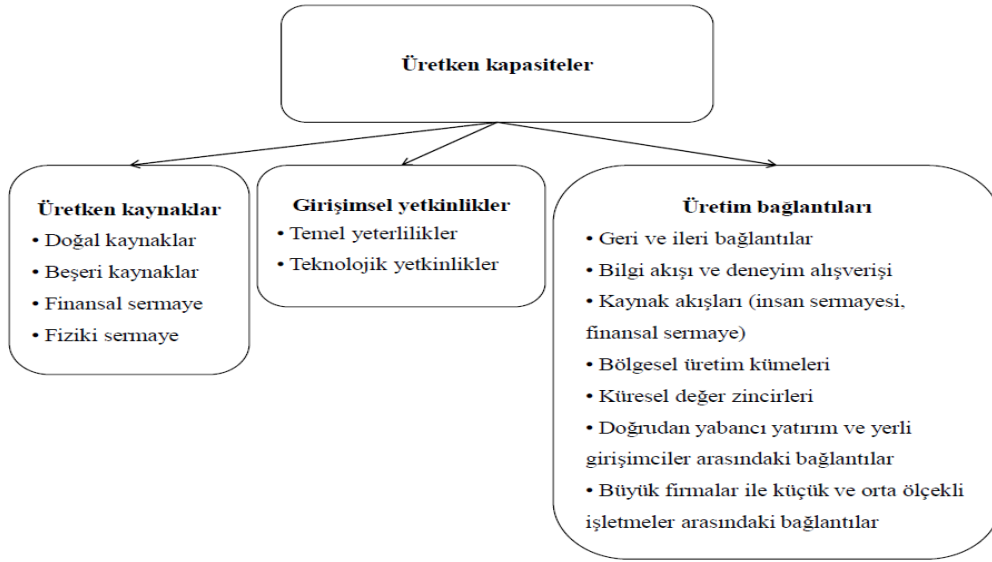 Üretken kapasiteler
Üretken kaynaklar
• Doğal kaynaklar
• Beşeri kaynaklar
• Finansal sermaye
• Fiziki sermaye
Girişimsel yetkinlikler
• Temel yeterlilikler
• Teknolojik yetkinlikler
Üretim bağlantıları
• Geri ve ileri bağlantılar
• Bilgi akışı ve deneyim alışverişi
• Kaynak akışları (insan sermayesi,
finansal sermaye)
• Bölgesel üretim kümeleri
• Küresel değer zincirleri
• Doğrudan yabancı yatırım ve yerli
girişimciler arasındaki bağlantılar
• Büyük firmalar ile küçük ve orta ölçekli
işletmeler arasındaki bağlantılar